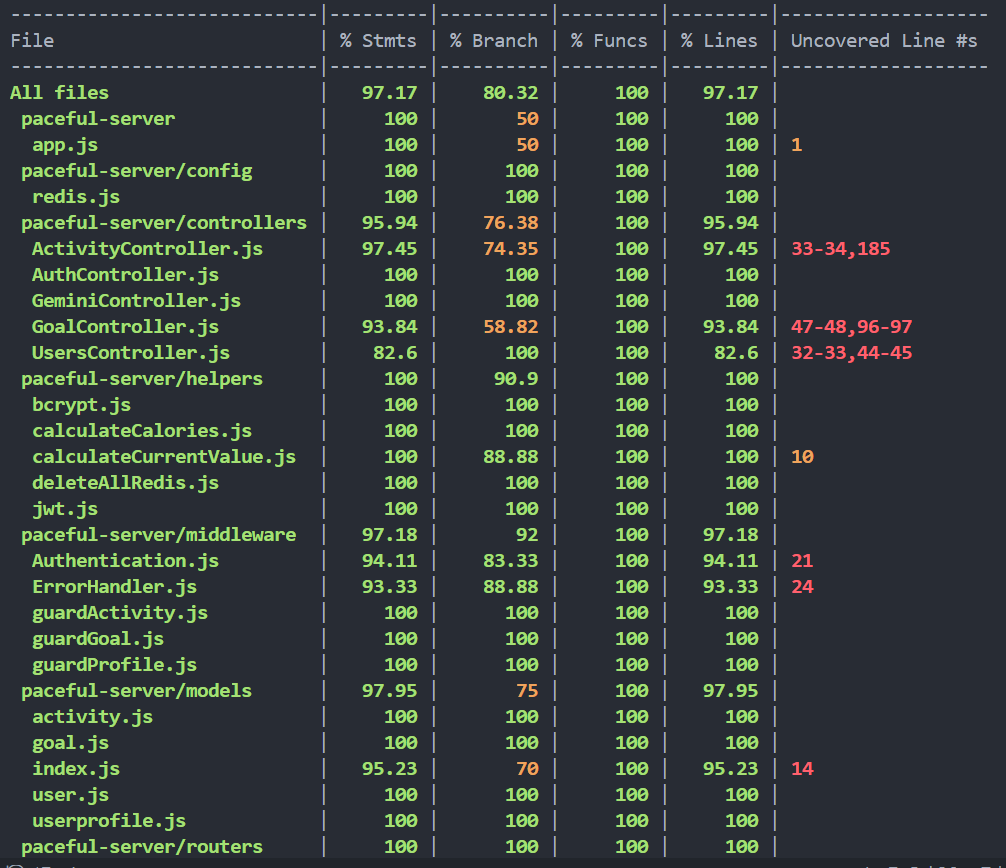 ----------------------------|---------|----------|---------|---------|-------------------
File                        | % Stmts | % Branch | % Funcs | % Lines | Uncovered Line #s
----------------------------|---------|----------|---------|---------|-------------------
All files                   |   97.17 |    80.32 |     100 |   97.17 |
 paceful-server             |     100 |       50 |     100 |     100 |
  app.js                    |     100 |       50 |     100 |     100 | 1
 paceful-server/config      |     100 |      100 |     100 |     100 |
  redis.js                  |     100 |      100 |     100 |     100 |
 paceful-server/controllers |   95.94 |    76.38 |     100 |   95.94 |
  ActivityController.js     |   97.45 |    74.35 |     100 |   97.45 | 33-34,185
  AuthController.js         |     100 |      100 |     100 |     100 |
  GeminiController.js       |     100 |      100 |     100 |     100 |
  GoalController.js         |   93.84 |    58.82 |     100 |   93.84 | 47-48,96-97
  UsersController.js        |    82.6 |      100 |     100 |    82.6 | 32-33,44-45
 paceful-server/helpers     |     100 |     90.9 |     100 |     100 |
  bcrypt.js                 |     100 |      100 |     100 |     100 |
  calculateCalories.js      |     100 |      100 |     100 |     100 |
  calculateCurrentValue.js  |     100 |    88.88 |     100 |     100 | 10
  deleteAllRedis.js         |     100 |      100 |     100 |     100 |
  jwt.js                    |     100 |      100 |     100 |     100 |
 paceful-server/middleware  |   97.18 |       92 |     100 |   97.18 |
  Authentication.js         |   94.11 |    83.33 |     100 |   94.11 | 21
  ErrorHandler.js           |   93.33 |    88.88 |     100 |   93.33 | 24
  guardActivity.js          |     100 |      100 |     100 |     100 |
  guardGoal.js              |     100 |      100 |     100 |     100 |
  guardProfile.js           |     100 |      100 |     100 |     100 |
 paceful-server/models      |   97.95 |       75 |     100 |   97.95 |
  activity.js               |     100 |      100 |     100 |     100 |
  goal.js                   |     100 |      100 |     100 |     100 |
  index.js                  |   95.23 |       70 |     100 |   95.23 | 14
  user.js                   |     100 |      100 |     100 |     100 |
  userprofile.js            |     100 |      100 |     100 |     100 |
 paceful-server/routers     |     100 |      100 |     100 |     100 |